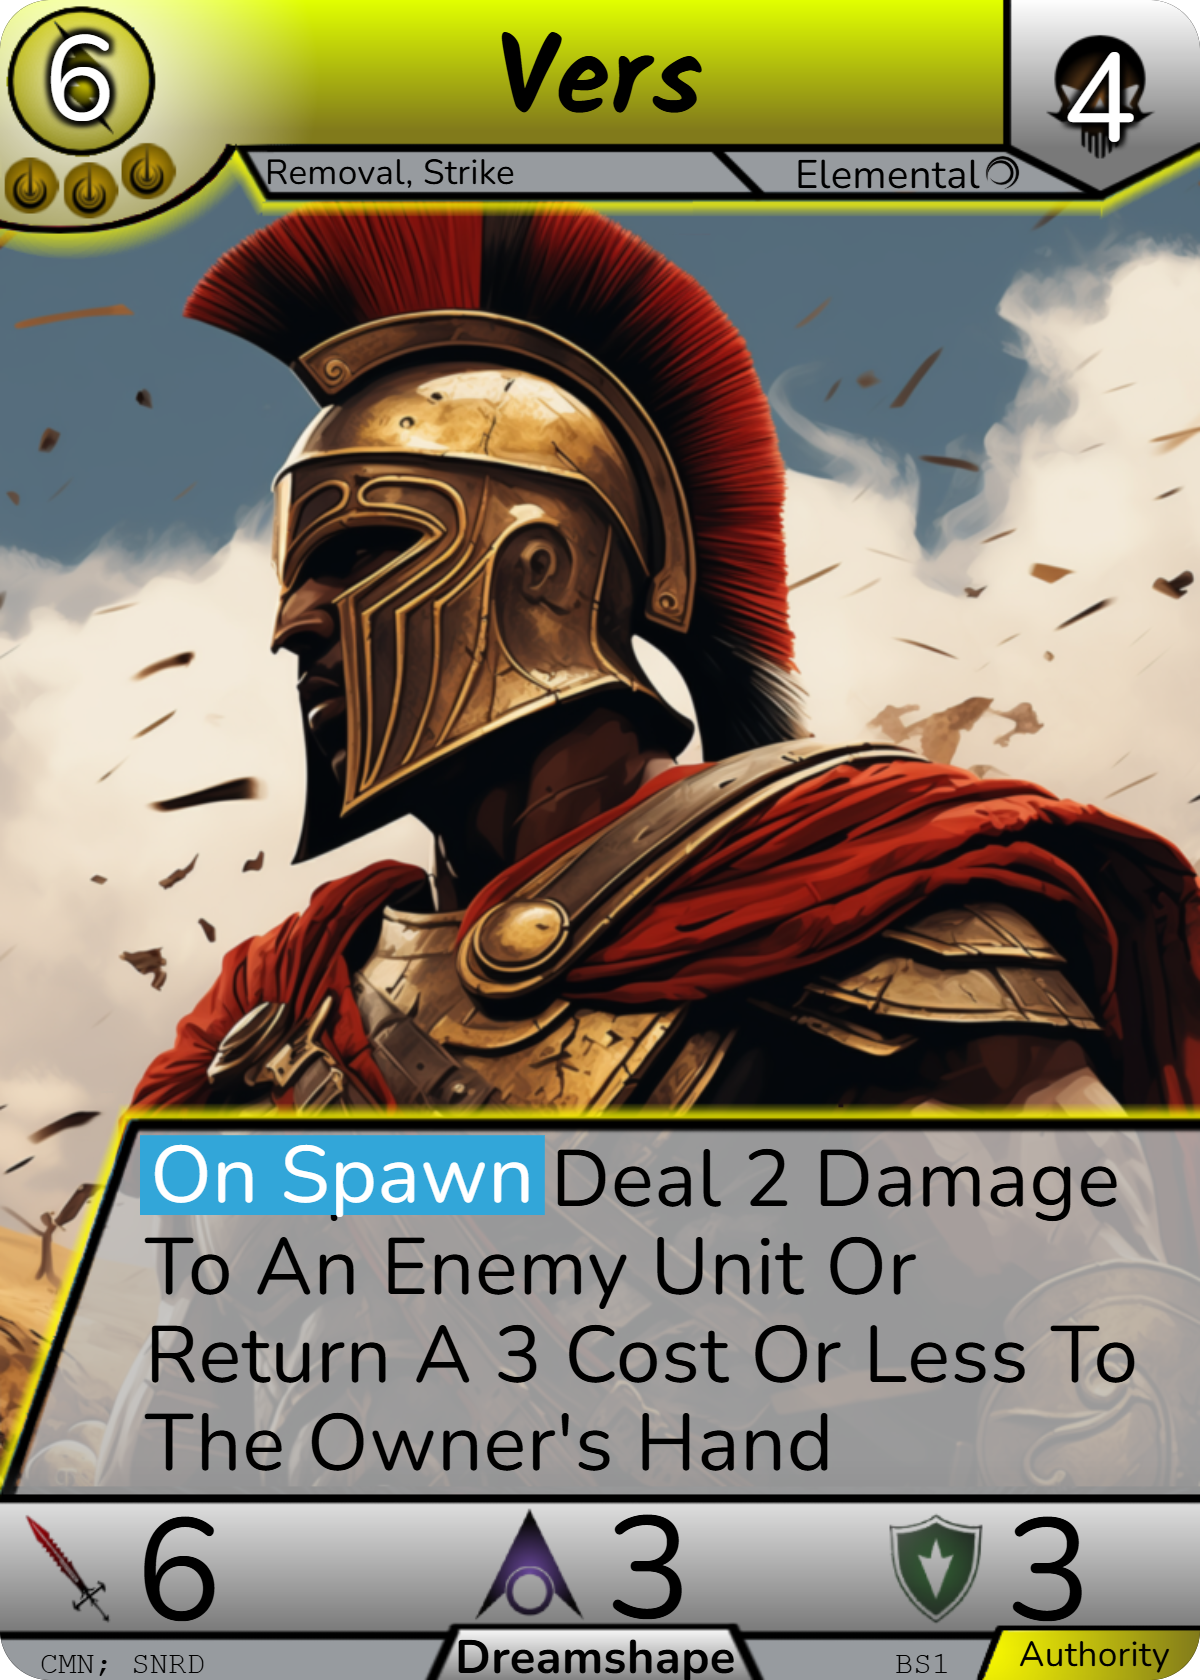 6
Vers
4
Removal, Strike
Elemental
On Spawn Deal 2 Damage
To An Enemy Unit Or
Return A 3 Cost Or Less To
The Owner's Hand
6
3
3
CMN; SNRD
Dreamshape
BS1
Authority